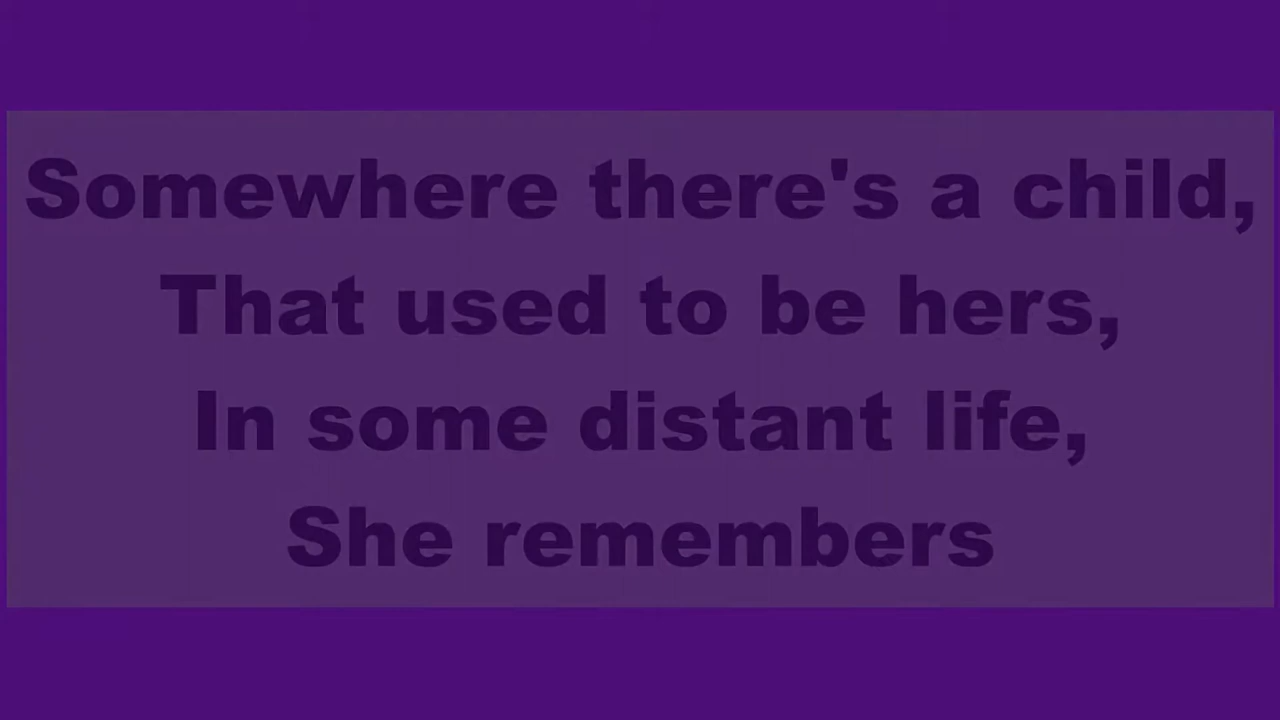 Somewhere there's a child,
That used to be hers,
In some distant life,
She remembers